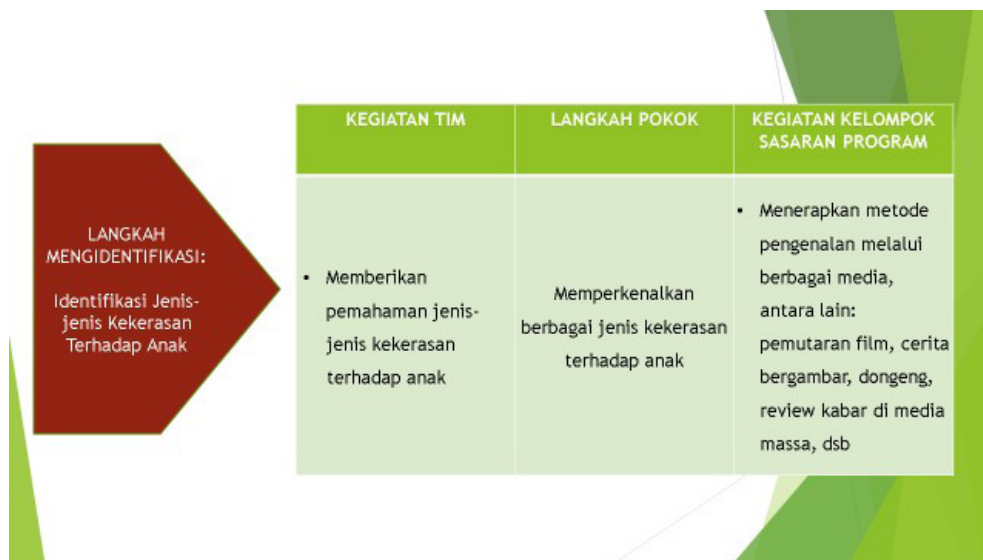 LANGKAH
MENGIDENTIFIKASI:
Identifikasi Jenis-
jenis Kekerasan
Terhadap Anak
KEGIATAN TIM
LANGKAH POKOK
KEGIATAN KELOMPOK
SASARAN PROGRAM
• Memberikan
pemahaman jenis-
jenis kekerasan
terhadap anak
Memperkenalkan
berbagai jenis kekerasan
terhadap anak
• Menerapkan metode
pengenalan melalui
berbagai media,
antara lain:
pemutaran film, cerita
bergambar, dongeng,
review kabar di media
massa, dsb